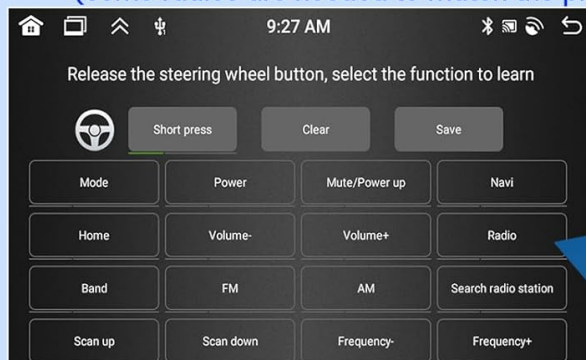 9:27 AM
Release the steering wheel button, select the function to learn
Short press Clear Save
Mode Power Mute/Power up Navi
Home Volume- Volume+ Radio
Band FM AM Search radio station
Scan up Scan down Frequency- Frequency+